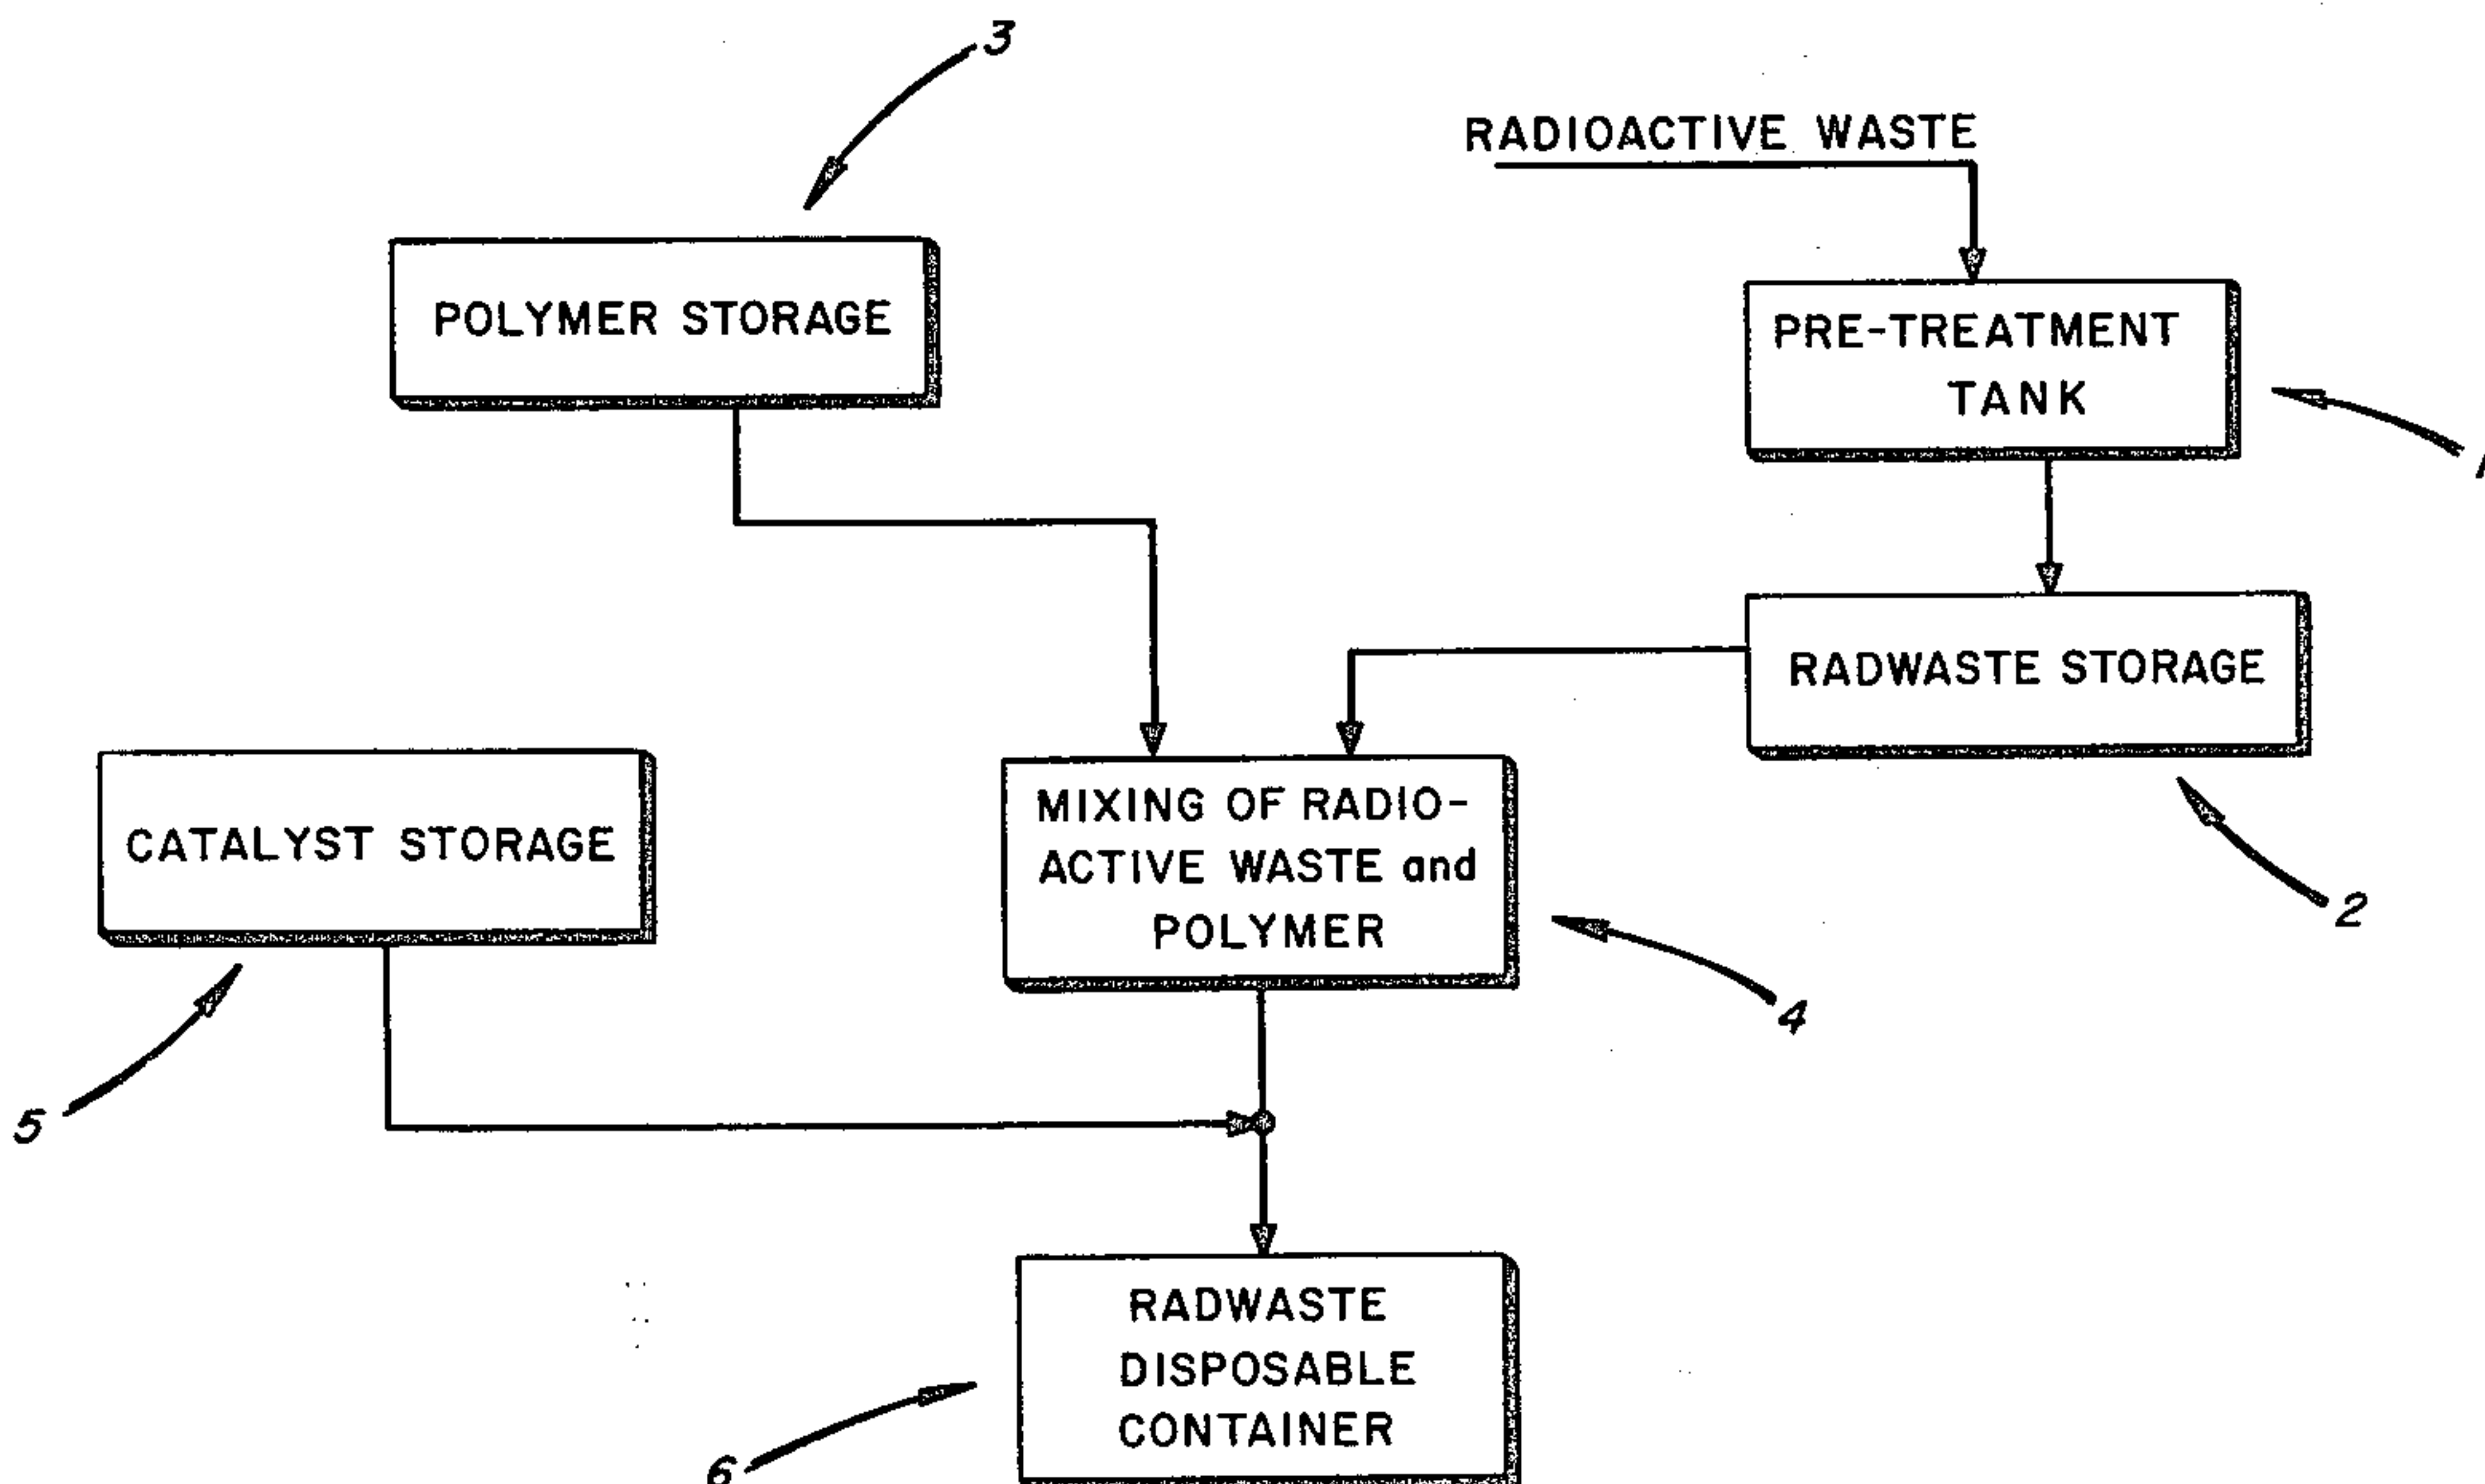 3
RADIOACTIVE WASTE
POLYMER STORAGE
PRE-TREATMENT
TANK
1
RADWASTE STORAGE
CATALYST STORAGE
MIXING OF RADIO-
ACTIVE WASTE and
POLYMER
2
4
5
RADWASTE
DISPOSABLE
CONTAINER
6